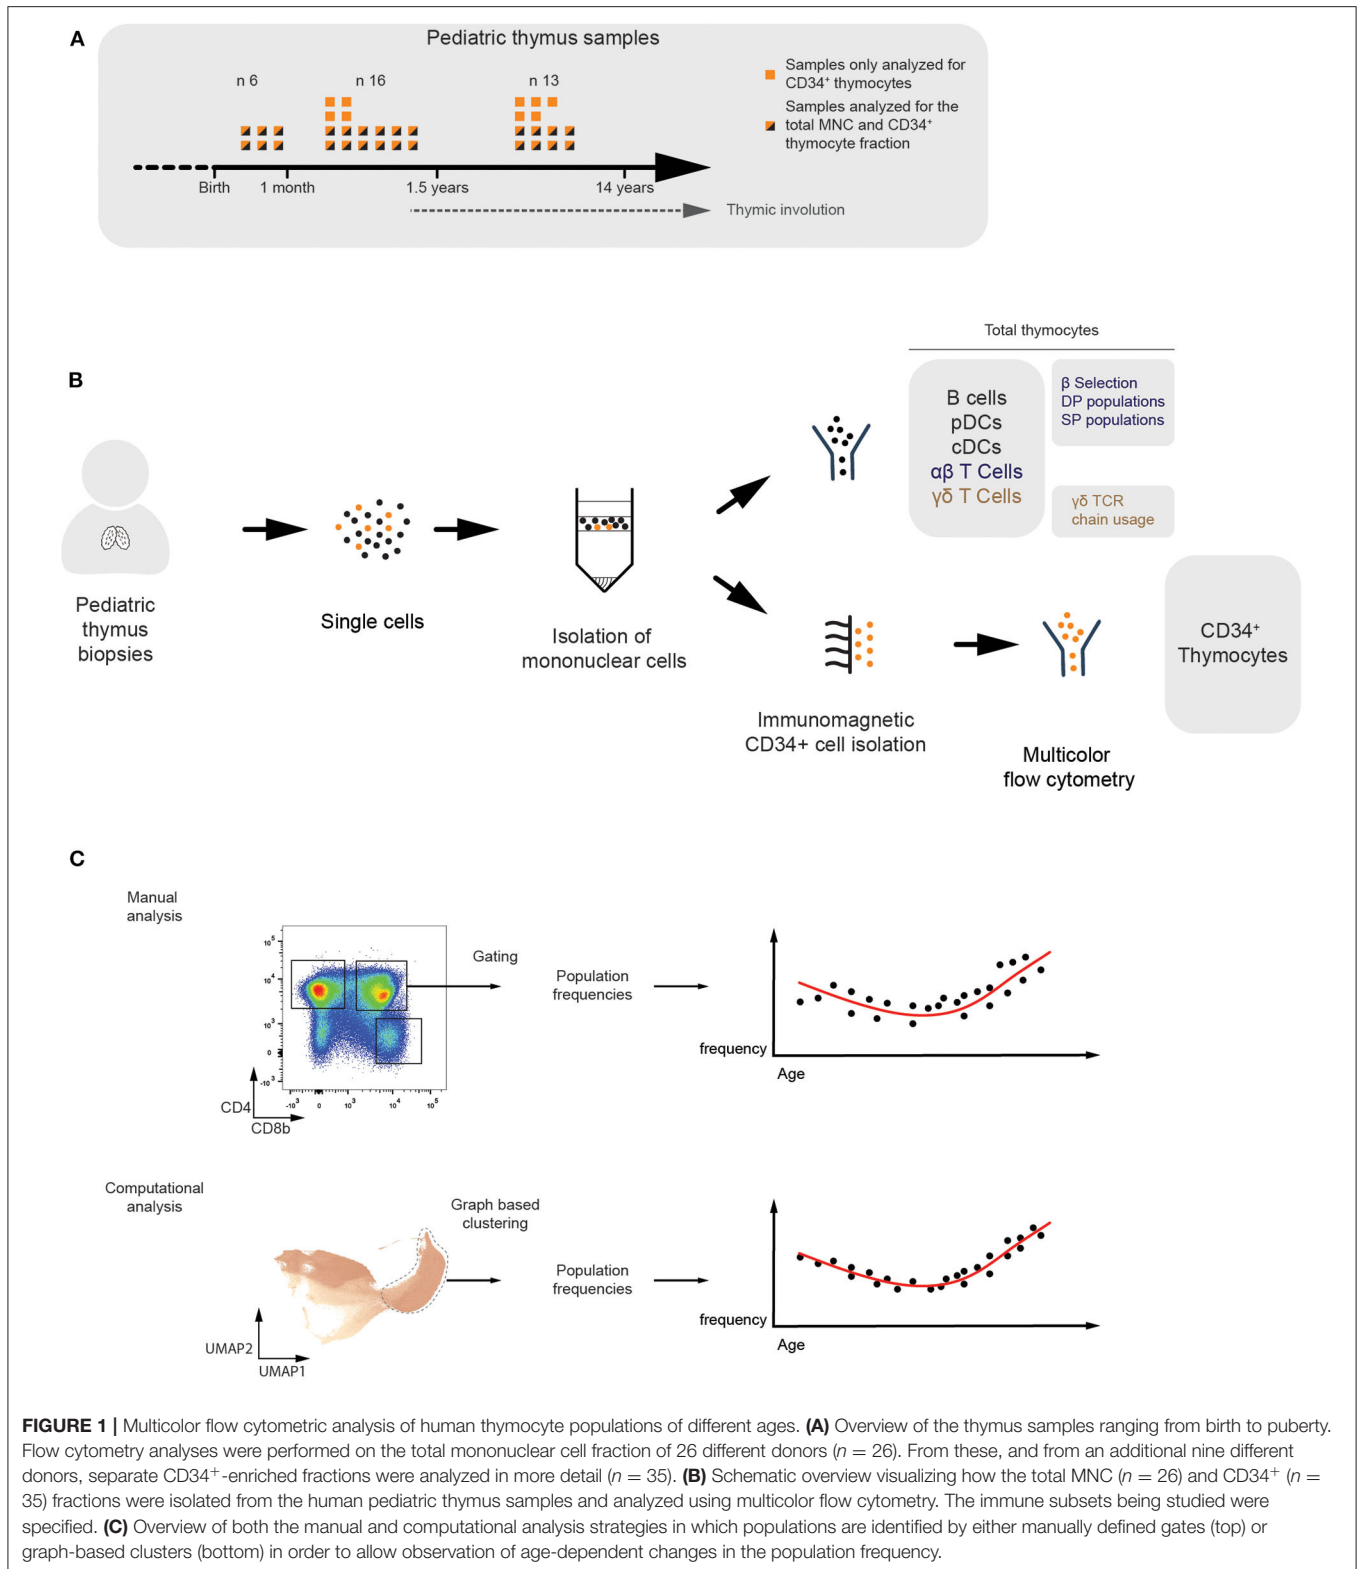 A
Pediatric thymus samples
n 6
n 16
n 13
Samples only analyzed for
CD34⁺ thymocytes
Samples analyzed for the
total MNC and CD34⁺
thymocyte fraction
Birth
1 month
1.5 years
14 years
Thymic involution
B
Total thymocytes
B cells
pDCs
cDCs
αβ T Cells
γδ T Cells
β Selection
DP populations
SP populations
γδ TCR
chain usage
Pediatric
thymus
biopsies
Single cells
Isolation of
mononuclear cells
Immunomagnetic
CD34+ cell isolation
Multicolor
flow cytometry
CD34⁺
Thymocytes
C
Manual
analysis
10⁵
10⁴
10³
0
-10³
-10³ 0 10³ 10⁴ 10⁵
CD4
CD8b
Gating
Population
frequencies
frequency
Age
Computational
analysis
Graph based
clustering
UMAP2
UMAP1
Population
frequencies
frequency
Age
FIGURE 1 | Multicolor flow cytometric analysis of human thymocyte populations of different ages. (A) Overview of the thymus samples ranging from birth to puberty.
Flow cytometry analyses were performed on the total mononuclear cell fraction of 26 different donors (n = 26). From these, and from an additional nine different
donors, separate CD34⁺-enriched fractions were analyzed in more detail (n = 35). (B) Schematic overview visualizing how the total MNC (n = 26) and CD34⁺ (n =
35) fractions were isolated from the human pediatric thymus samples and analyzed using multicolor flow cytometry. The immune subsets being studied were
specified. (C) Overview of both the manual and computational analysis strategies in which populations are identified by either manually defined gates (top) or
graph-based clusters (bottom) in order to allow observation of age-dependent changes in the population frequency.